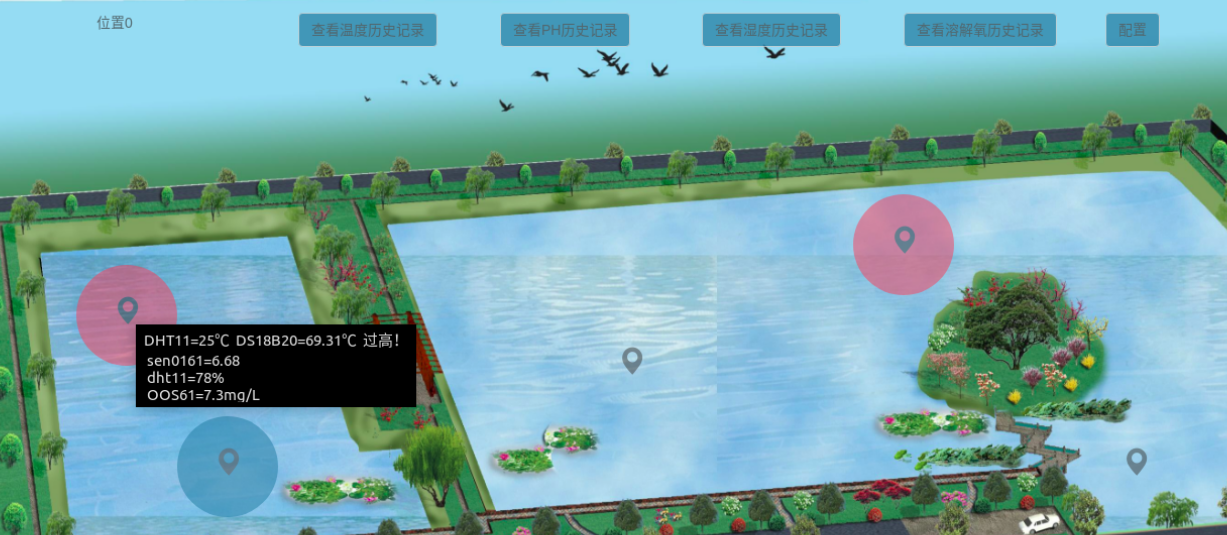 位置0
查看温度历史记录
查看PH历史记录
查看湿度历史记录
查看溶解氧历史记录
配置
DHT11=25℃ DS18B20=69.31℃ 过高!
sen0161=6.68
dht11=78%
OOS61=7.3mg/L